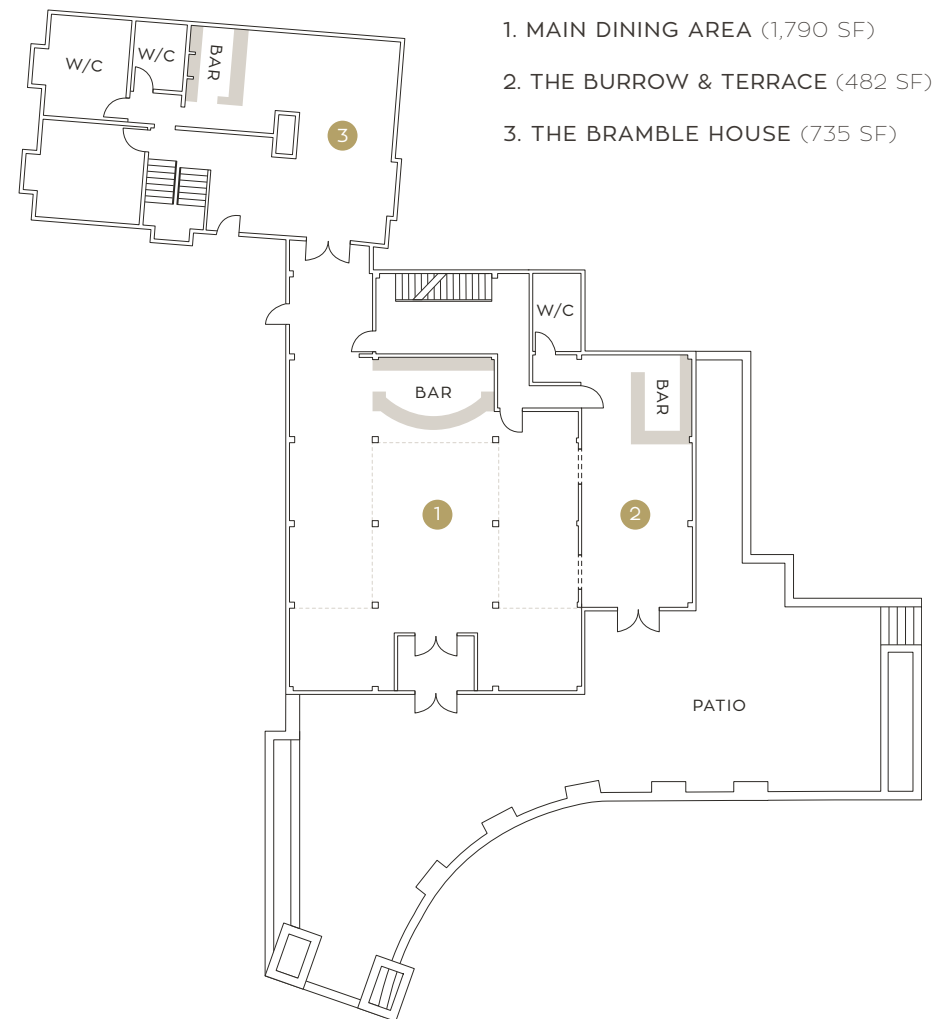 1. MAIN DINING AREA (1,790 SF)
2. THE BURROW & TERRACE (482 SF)
3. THE BRAMBLE HOUSE (735 SF)
W/C
W/C
BAR
3
W/C
BAR
BAR
1
2
PATIO